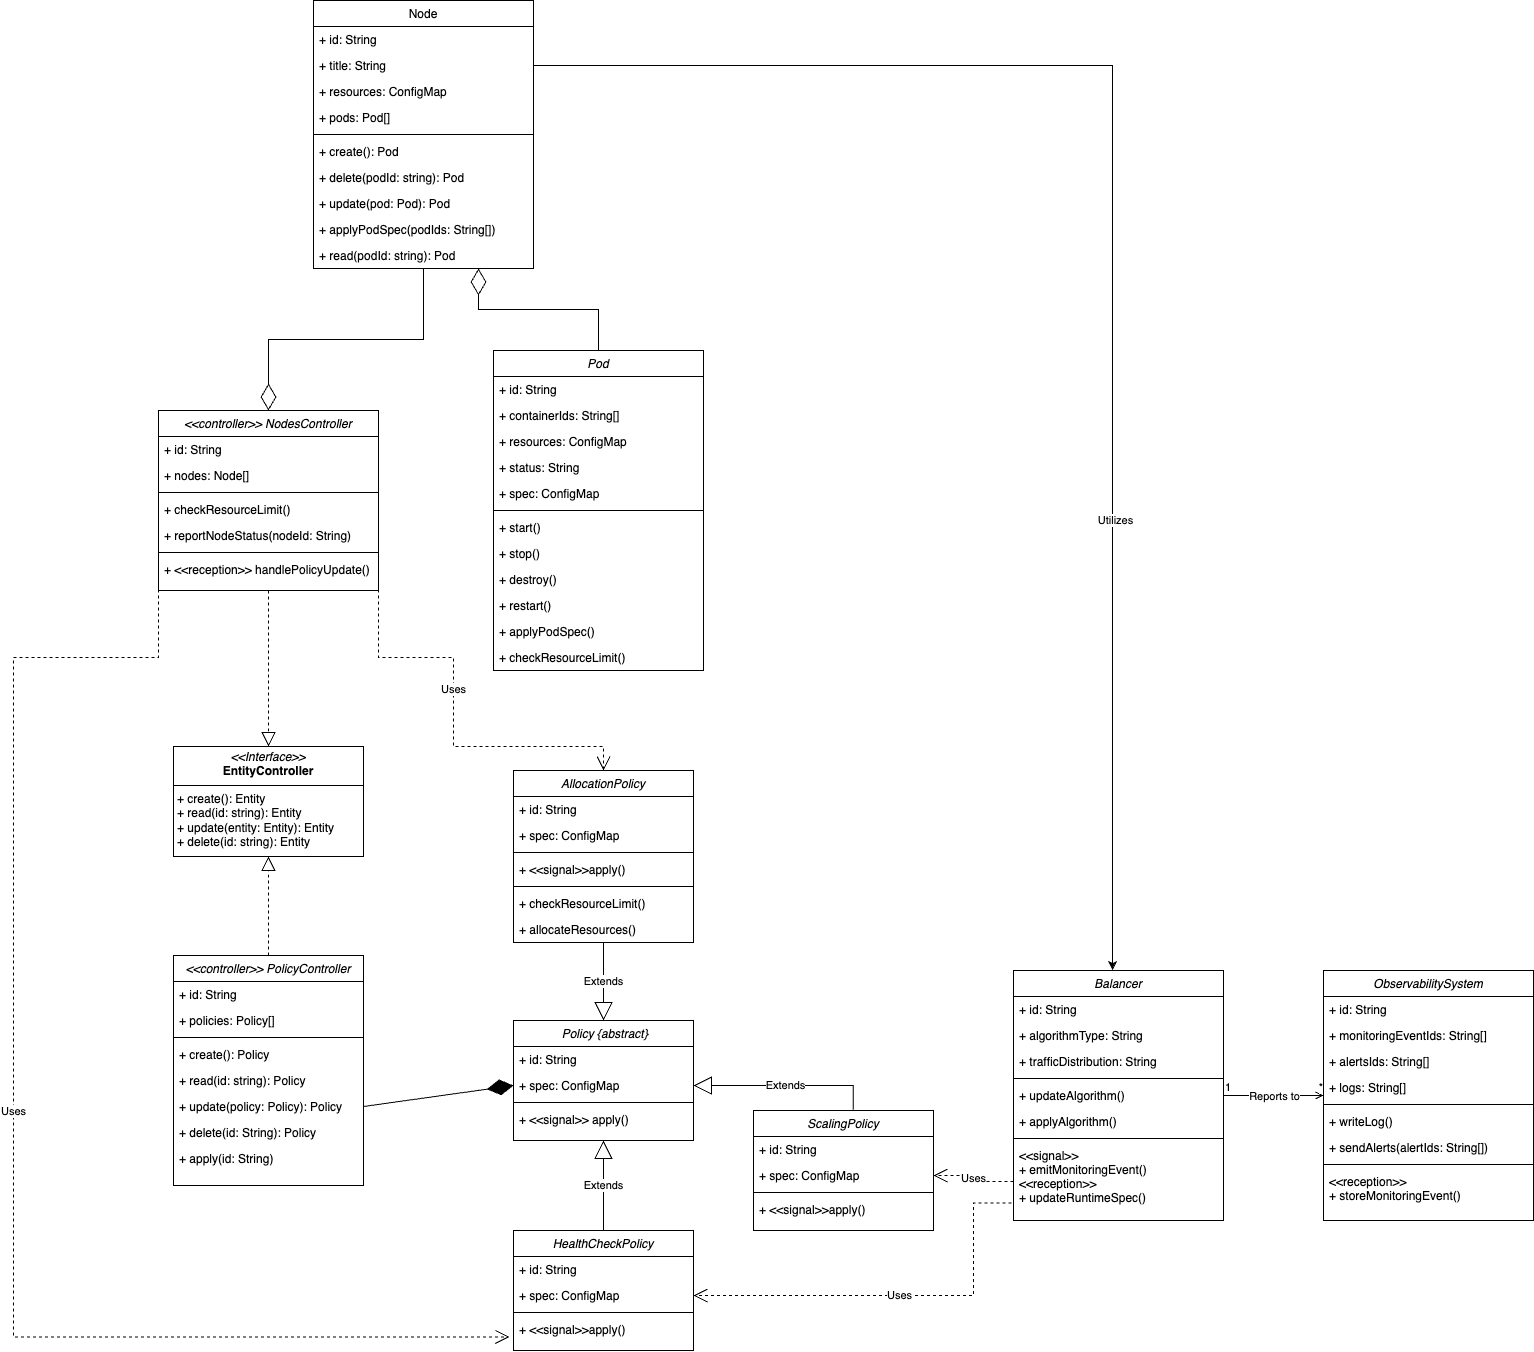 Node
+ id: String
+ title: String
+ resources: ConfigMap
+ pods: Pod[]
+ create(): Pod
+ delete(podId: string): Pod
+ update(pod: Pod): Pod
+ applyPodSpec(podIds: String[])
+ read(podId: string): Pod
Utilizes
Pod
+ id: String
+ containerIds: String[]
+ resources: ConfigMap
+ status: String
+ spec: ConfigMap
+ start()
+ stop()
+ destroy()
+ restart()
+ applyPodSpec()
+ checkResourceLimit()
<<controller>> NodesController
+ id: String
+ nodes: Node[]
+ checkResourceLimit()
+ reportNodeStatus(nodeId: String)
+ <<reception>> handlePolicyUpdate()
Uses
Uses
<<Interface>>
EntityController
+ create(): Entity
+ read(id: string): Entity
+ update(entity: Entity): Entity
+ delete(id: string): Entity
AllocationPolicy
+ id: String
+ spec: ConfigMap
+ <<signal>>apply()
+ checkResourceLimit()
+ allocateResources()
Extends
<<controller>> PolicyController
+ id: String
+ policies: Policy[]
+ create(): Policy
+ read(id: string): Policy
+ update(policy: Policy): Policy
+ delete(id: String): Policy
+ apply(id: String)
Policy {abstract}
+ id: String
+ spec: ConfigMap
+ <<signal>> apply()
Extends
Extends
ScalingPolicy
+ id: String
+ spec: ConfigMap
+ <<signal>>apply()
Uses
HealthCheckPolicy
+ id: String
+ spec: ConfigMap
+ <<signal>>apply()
Uses
Balancer
+ id: String
+ algorithmType: String
+ trafficDistribution: String
+ updateAlgorithm()
+ applyAlgorithm()
<<signal>>
+ emitMonitoringEvent()
<<reception>>
+ updateRuntimeSpec()
1
Reports to
*
ObservabilitySystem
+ id: String
+ monitoringEventIds: String[]
+ alertsIds: String[]
+ logs: String[]
+ writeLog()
+ sendAlerts(alertIds: String[])
<<reception>>
+ storeMonitoringEvent()